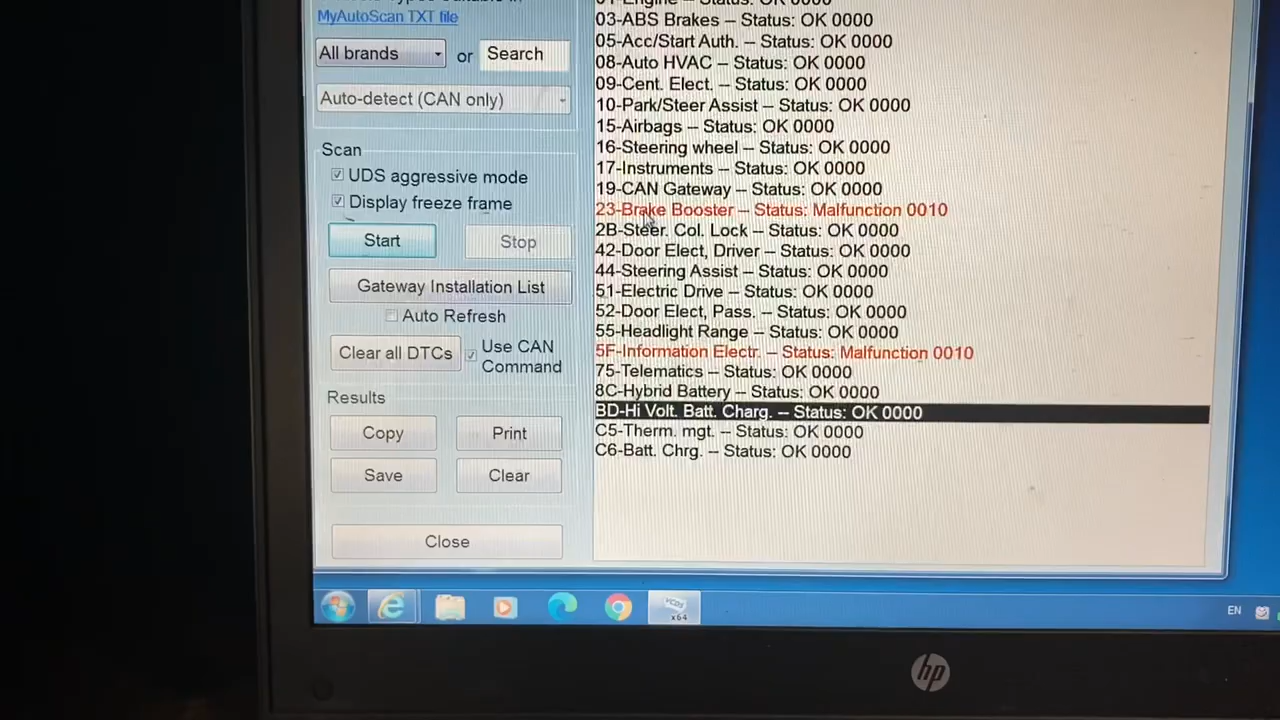 MyAutoScan TXT file
All brands
or
Search
Auto-detect (CAN only)
Scan
UDS aggressive mode
Display freeze frame
Start
Stop
Gateway Installation List
Auto Refresh
Clear all DTCs
Use CAN
Command
Results
Copy
Print
Save
Clear
Close
03-ABS Brakes -- Status: OK 0000
05-Acc/Start Auth. -- Status: OK 0000
08-Auto HVAC -- Status: OK 0000
09-Cent. Elect. -- Status: OK 0000
10-Park/Steer Assist -- Status: OK 0000
15-Airbags -- Status: OK 0000
16-Steering wheel -- Status: OK 0000
17-Instruments -- Status: OK 0000
19-CAN Gateway -- Status: OK 0000
23-Brake Booster -- Status: Malfunction 0010
2B-Steer. Col. Lock -- Status: OK 0000
42-Door Elect, Driver -- Status: OK 0000
44-Steering Assist -- Status: OK 0000
51-Electric Drive -- Status: OK 0000
52-Door Elect, Pass. -- Status: OK 0000
55-Headlight Range -- Status: OK 0000
5F-Information Electr. -- Status: Malfunction 0010
75-Telematics -- Status: OK 0000
8C-Hybrid Battery -- Status: OK 0000
BD-Hi Volt. Batt. Charg. -- Status: OK 0000
C5-Therm. mgt. -- Status: OK 0000
C6-Batt. Chrg. -- Status: OK 0000
x64
EN
hp